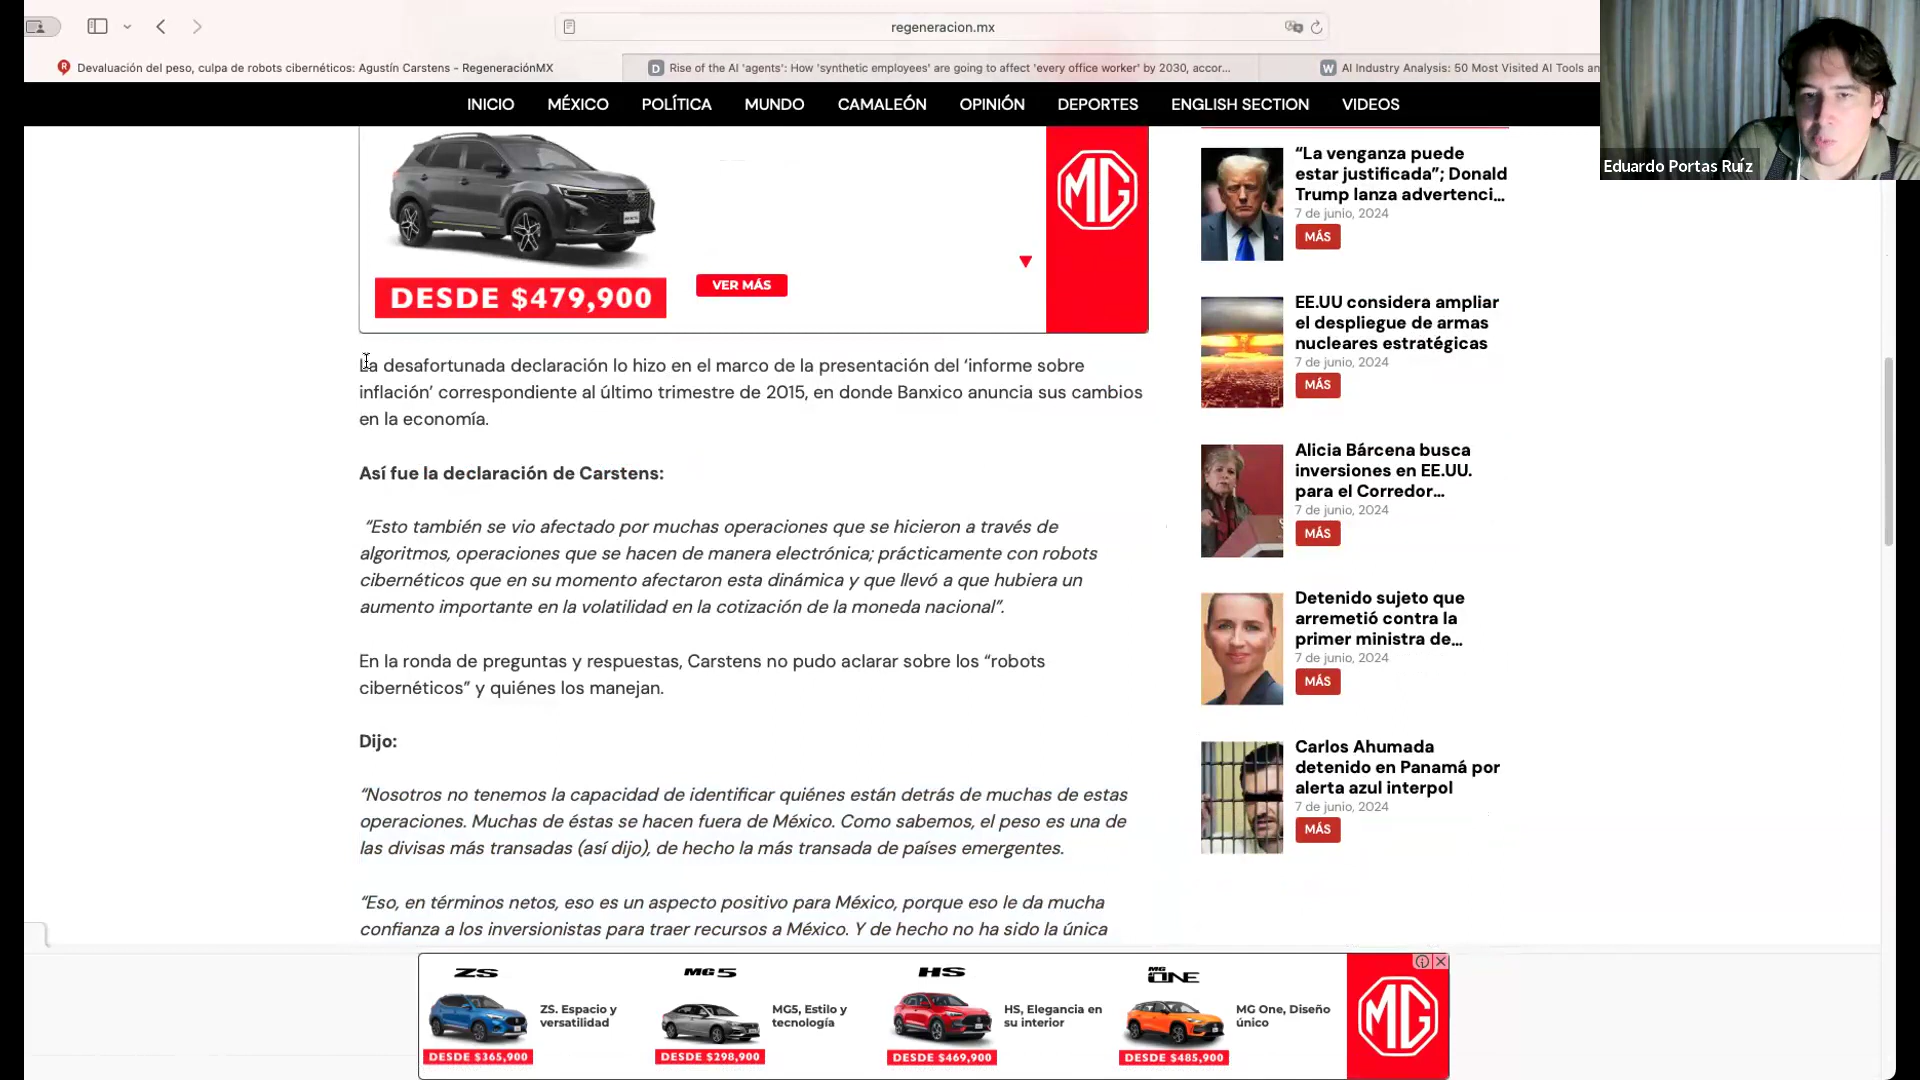 regeneracion.mx
Devaluación del peso, culpa de robots cibernéticos: Agustín Carstens - RegeneraciónMX
Rise of the AI 'agents': How 'synthetic employees' are going to affect 'every office worker' by 2030, accor...
AI Industry Analysis: 50 Most Visited AI Tools an
INICIO MÉXICO POLÍTICA MUNDO CAMALEÓN OPINIÓN DEPORTES ENGLISH SECTION VIDEOS
Eduardo Portas Ruíz
MG
DESDE $479,900
VER MÁS
La desafortunada declaración lo hizo en el marco de la presentación del ‘informe sobre
inflación’ correspondiente al último trimestre de 2015, en donde Banxico anuncia sus cambios
en la economía.
Así fue la declaración de Carstens:
“Esto también se vio afectado por muchas operaciones que se hicieron a través de
algoritmos, operaciones que se hacen de manera electrónica; prácticamente con robots
cibernéticos que en su momento afectaron esta dinámica y que llevó a que hubiera un
aumento importante en la volatilidad en la cotización de la moneda nacional”.
En la ronda de preguntas y respuestas, Carstens no pudo aclarar sobre los “robots
cibernéticos” y quiénes los manejan.
Dijo:
“Nosotros no tenemos la capacidad de identificar quiénes están detrás de muchas de estas
operaciones. Muchas de éstas se hacen fuera de México. Como sabemos, el peso es una de
las divisas más transadas (así dijo), de hecho la más transada de países emergentes.
“Eso, en términos netos, eso es un aspecto positivo para México, porque eso le da mucha
confianza a los inversionistas para traer recursos a México. Y de hecho no ha sido la única
“La venganza puede
estar justificada”; Donald
Trump lanza advertenci...
7 de junio, 2024
MÁS
EE.UU considera ampliar
el despliegue de armas
nucleares estratégicas
7 de junio, 2024
MÁS
Alicia Bárcena busca
inversiones en EE.UU.
para el Corredor...
7 de junio, 2024
MÁS
Detenido sujeto que
arremetió contra la
primer ministra de...
7 de junio, 2024
MÁS
Carlos Ahumada
detenido en Panamá por
alerta azul interpol
7 de junio, 2024
MÁS
ZS
ZS. Espacio y
versatilidad
DESDE $365,900
MG5
MG5, Estilo y
tecnología
DESDE $298,900
HS
HS, Elegancia en
su interior
DESDE $469,900
MG ONE
MG One, Diseño
único
DESDE $485,900
MG